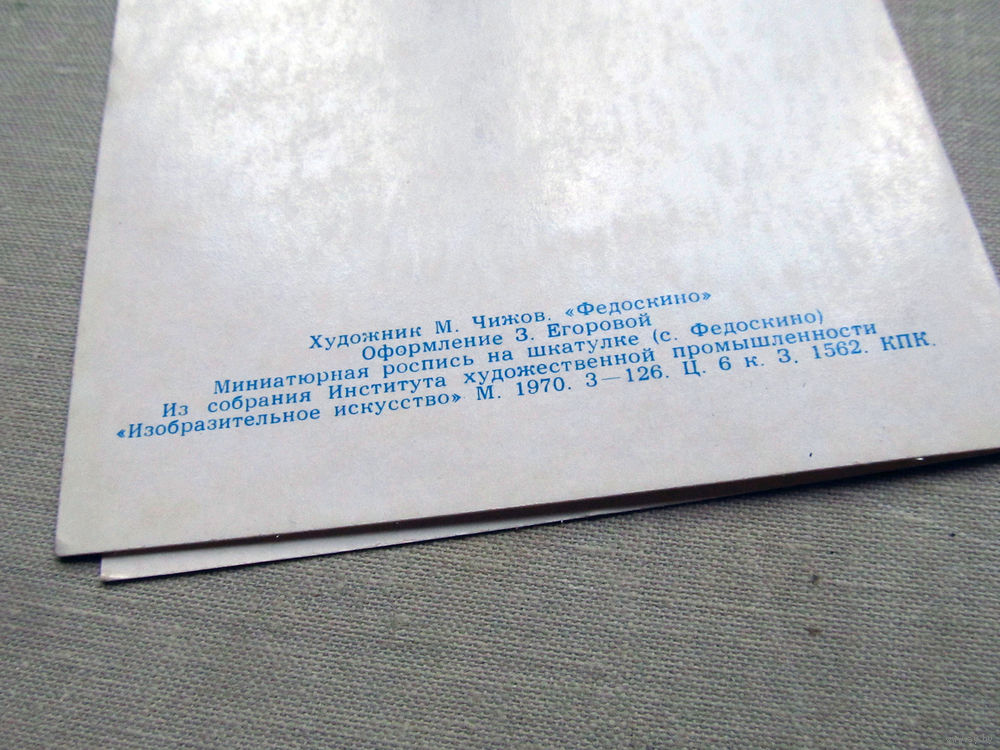 Художник М. Чижов. «Федоскино»
Оформление З. Егоровой
Миниатюрная роспись на шкатулке (с. Федоскино)
Из собрания Института художественной промышленности
«Изобразительное искусство» М. 1970. 3—126. Ц. 6 к. З. 1562. КПК.